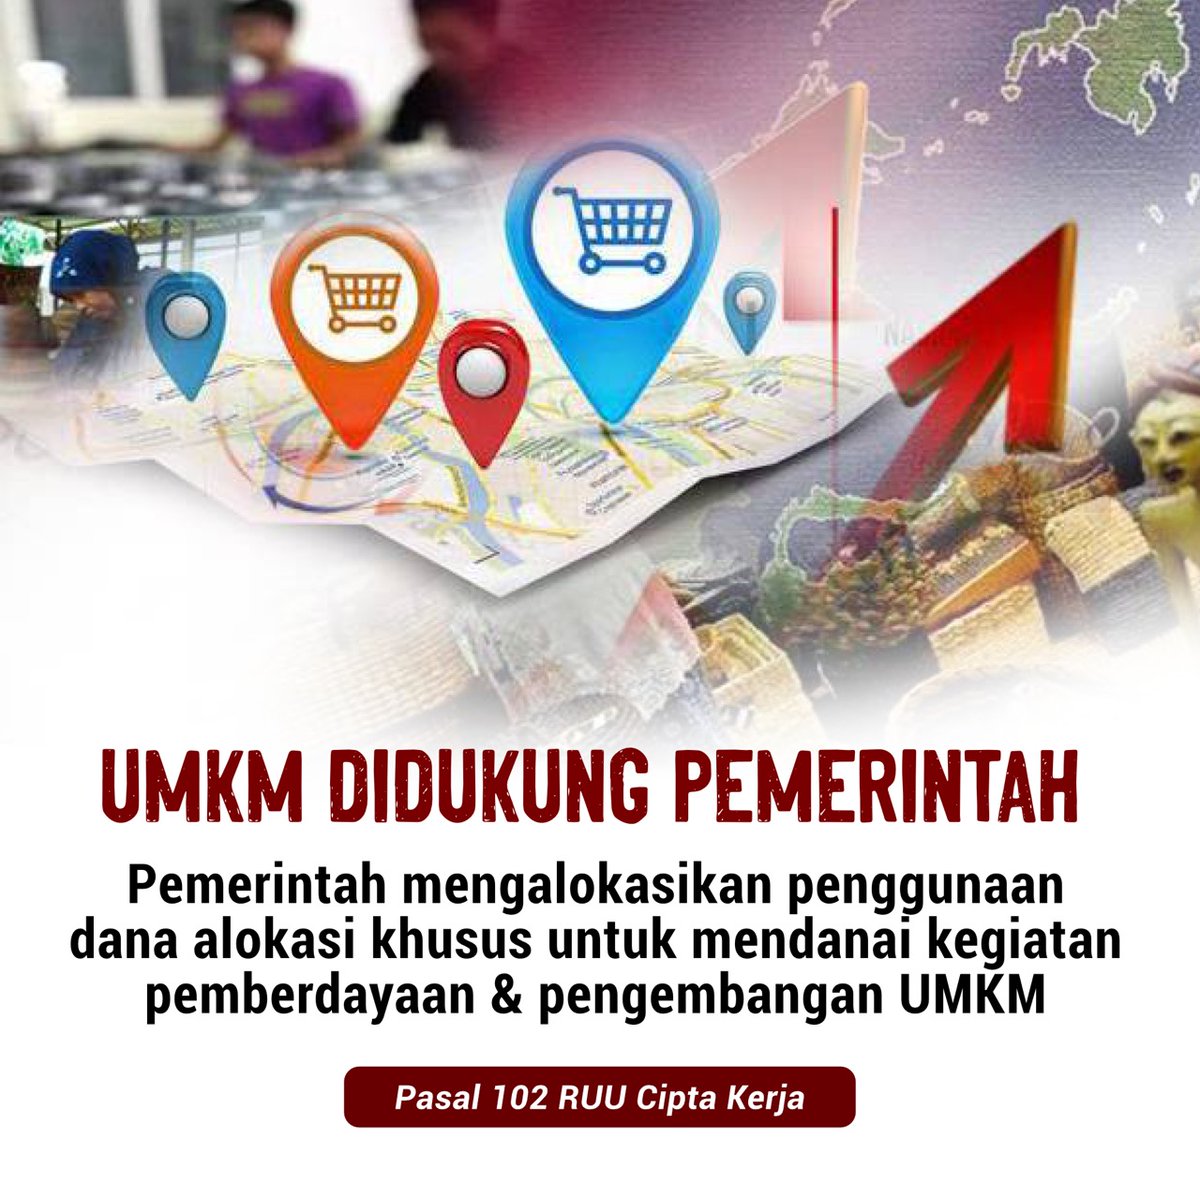 UMKM DIDUKUNG PEMERINTAH
Pemerintah mengalokasikan penggunaan
dana alokasi khusus untuk mendanai kegiatan
pemberdayaan & pengembangan UMKM
Pasal 102 RUU Cipta Kerja